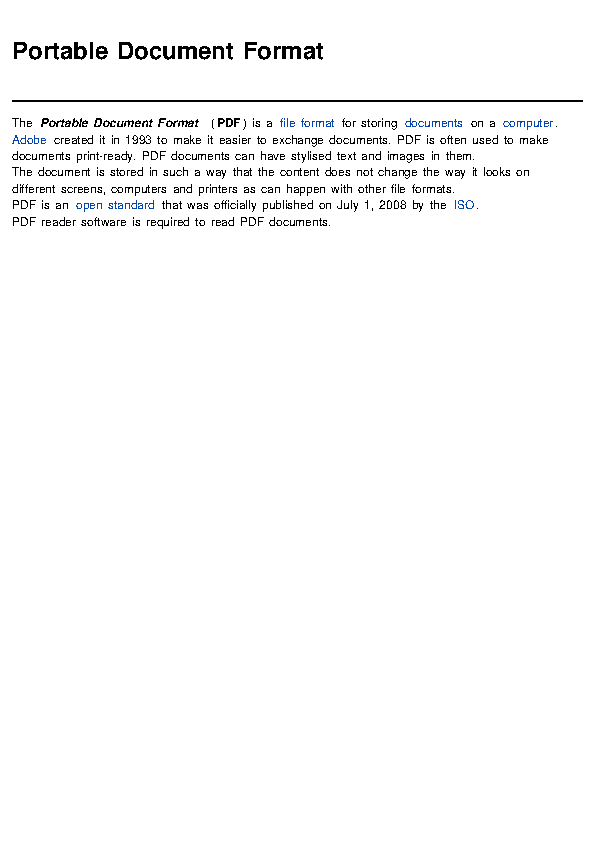 Portable Document Format
The Portable Document Format (PDF) is a file format for storing documents on a computer.
Adobe created it in 1993 to make it easier to exchange documents. PDF is often used to make
documents print-ready. PDF documents can have stylised text and images in them.
The document is stored in such a way that the content does not change the way it looks on
different screens, computers and printers as can happen with other file formats.
PDF is an open standard that was officially published on July 1, 2008 by the ISO.
PDF reader software is required to read PDF documents.